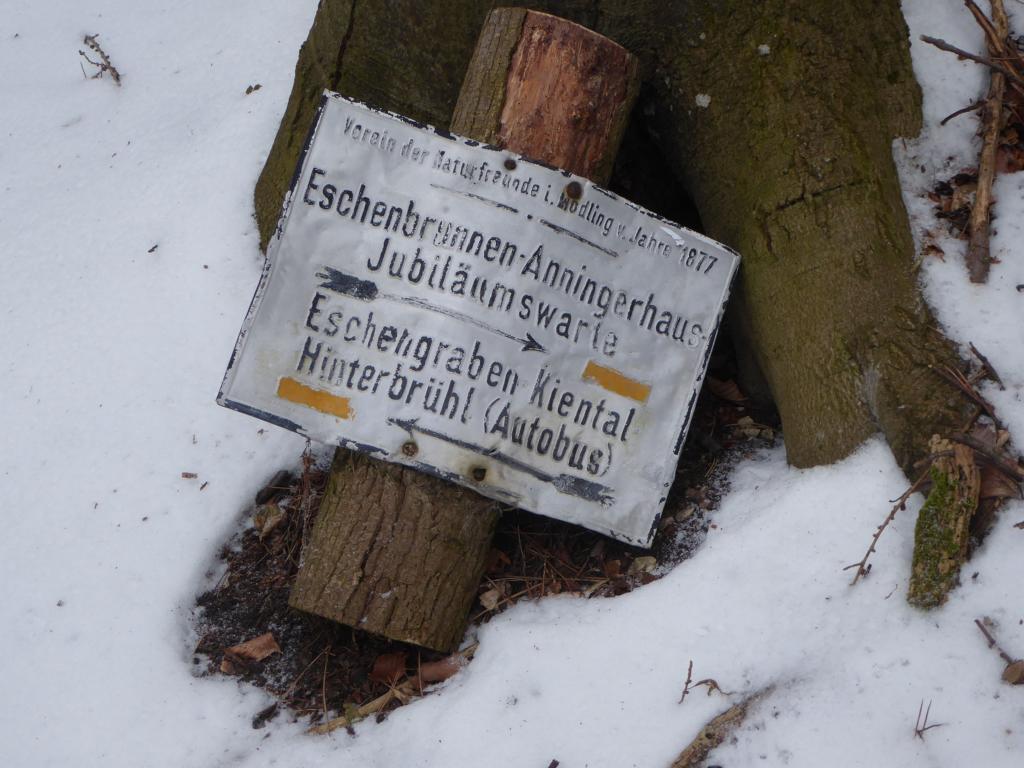 Verein der Naturfreunde i. Mödling v. Jahre 1877
Eschenbrunnen-Anningerhaus-
Jubiläumswarte
Eschengraben-Kiental
Hinterbrühl (Autobus)